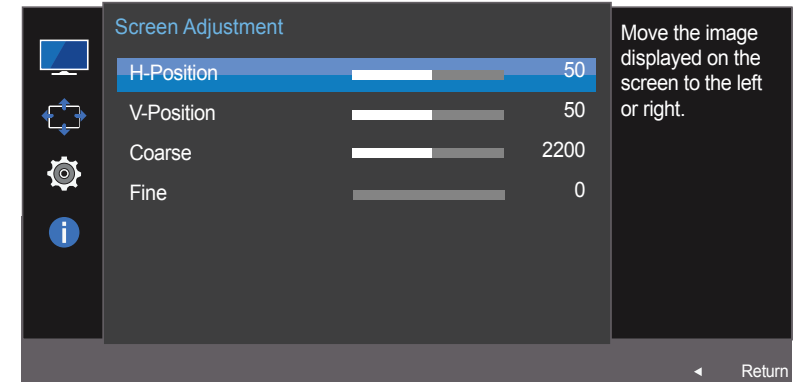 Screen Adjustment
H-Position 50
V-Position 50
Coarse 2200
Fine 0
Move the image
displayed on the
screen to the left
or right.
i
◄ Return